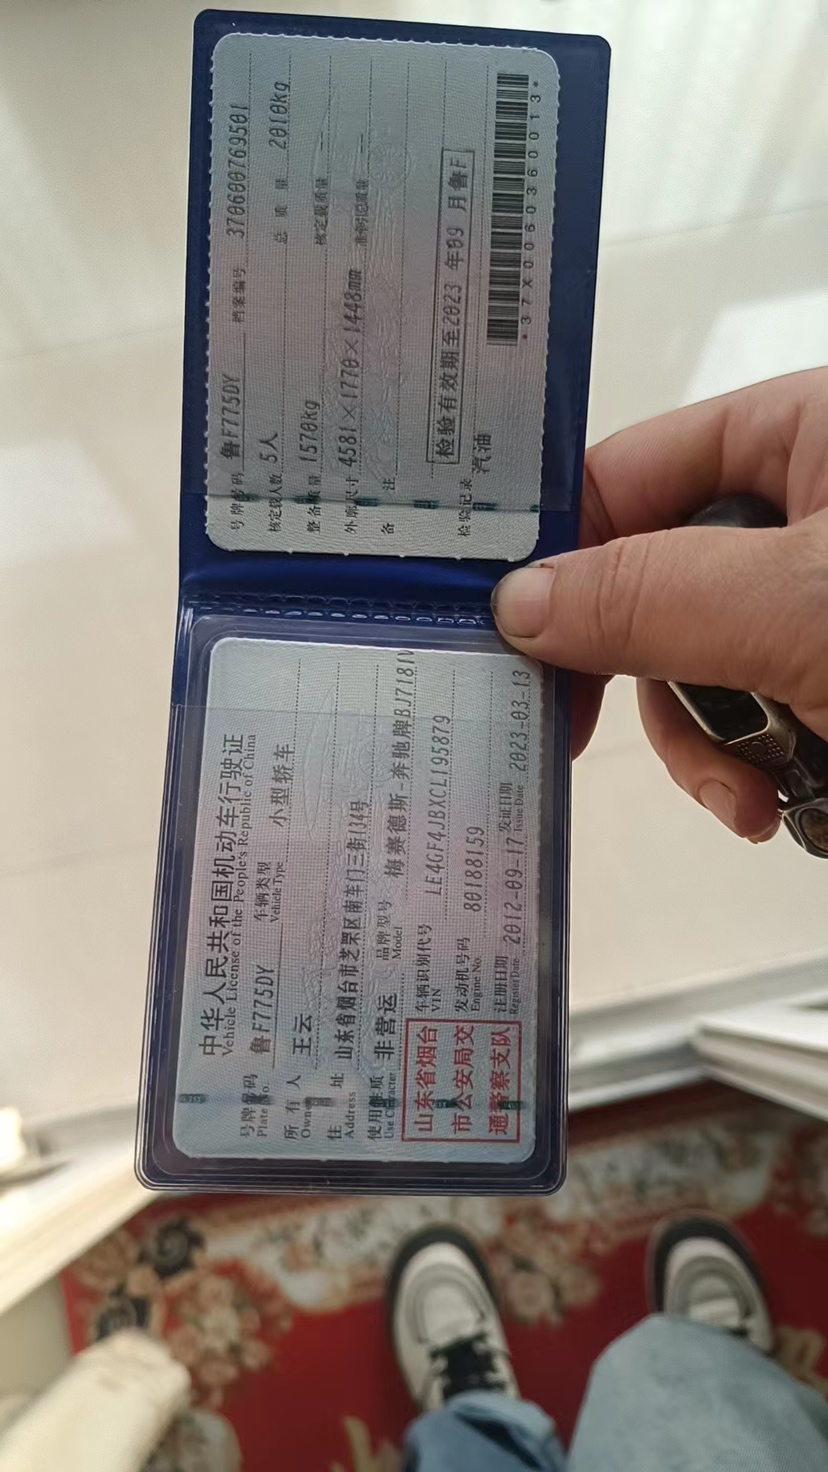 中华人民共和国机动车行驶证
Vehicle License of the People's Republic of China
号牌号码 鲁F775DY 车辆类型 小型轿车
Plate No. Vehicle Type
所有人 王云
Owner
住址 山东省烟台市芝罘区南车门三街134号
Address
使用性质 非营运 品牌型号 梅赛德斯-奔驰牌BJ7181V
Use Character Model
山东省烟台
市公安局交
通警察支队
车辆识别代号 LE4GF4JBXCL195879
VIN
发动机号码 80188159
Engine No.
注册日期 2012-09-17 发证日期 2023-03-13
Register Date Issue Date
号牌号码 鲁F775DY 档案编号 370600769501
核定载人数 5人 总质量 2010kg
整备质量 1570kg 核定载质量 —
外廓尺寸 4581×1770×1448mm 准牵引总质量 —
备注
检验有效期至2023年09月鲁F
检验记录 汽油
*37X0060360013*